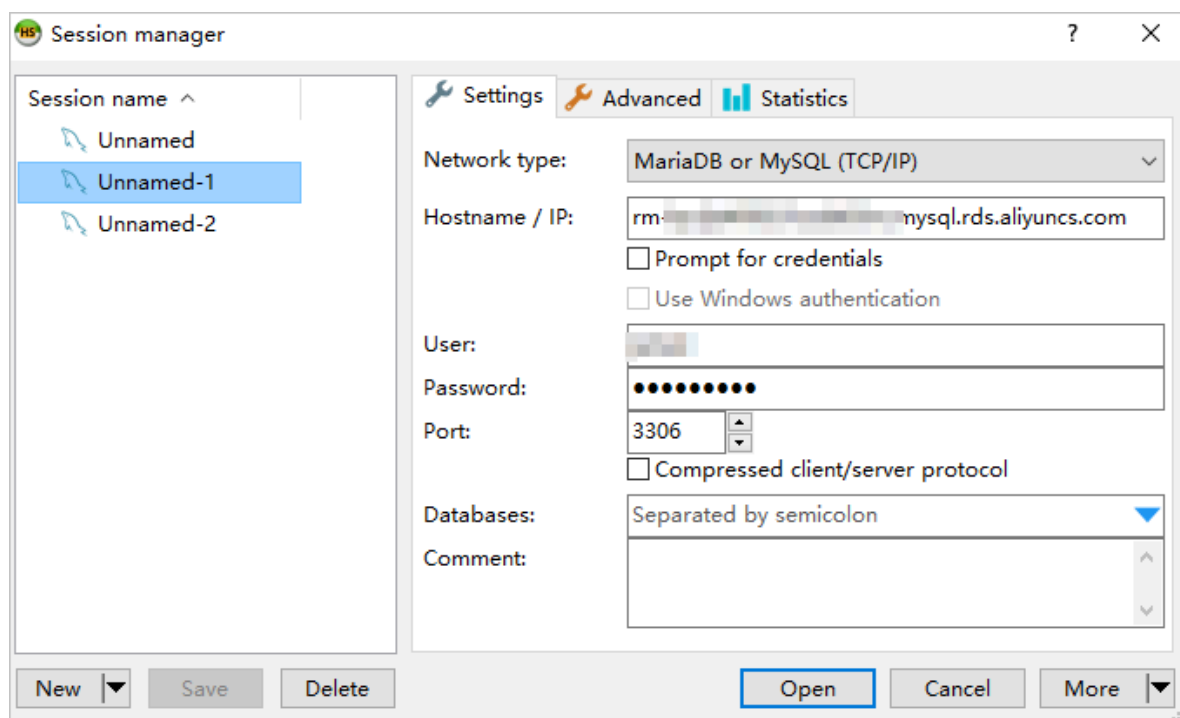 HS Session manager ?
Session name
Unnamed
Unnamed-1
Unnamed-2
Settings Advanced Statistics
Network type: MariaDB or MySQL (TCP/IP)
Hostname / IP: rm- mysql.rds.aliyuncs.com
Prompt for credentials
Use Windows authentication
User:
Password: ●●●●●●●●●
Port: 3306
Compressed client/server protocol
Databases: Separated by semicolon
Comment:
New Save Delete Open Cancel More